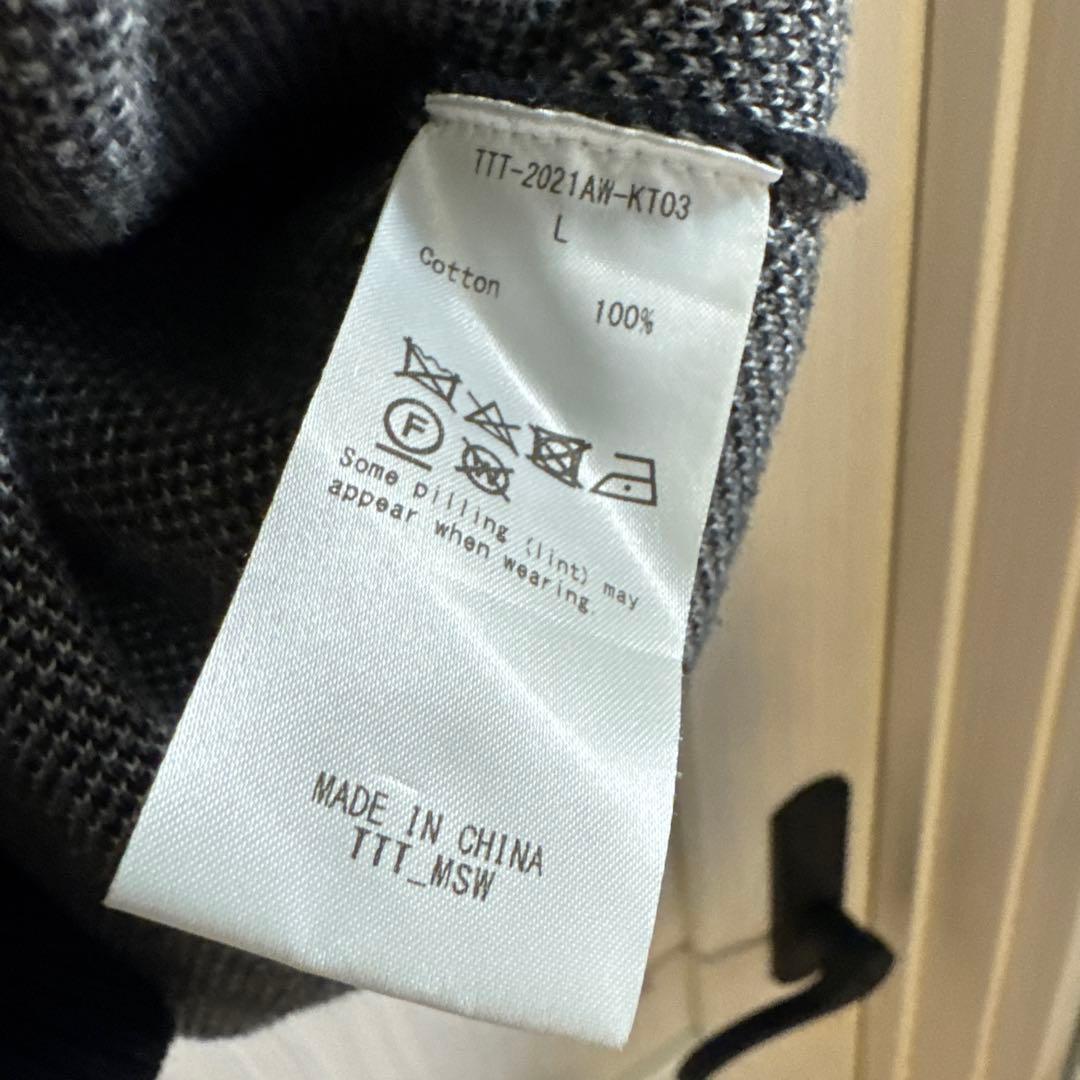 TTT-2021AW-KT03
L
Cotton 100%
F
W
Some pilling (lint) may
appear when wearing.
MADE IN CHINA
TTT_MSW